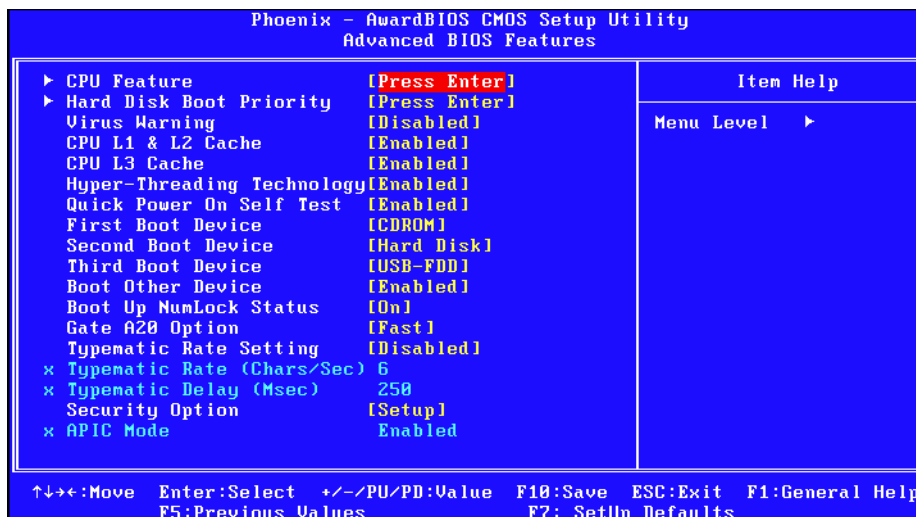 Phoenix - AwardBIOS CMOS Setup Utility
Advanced BIOS Features
▶ CPU Feature [Press Enter]
▶ Hard Disk Boot Priority [Press Enter]
Virus Warning [Disabled]
CPU L1 & L2 Cache [Enabled]
CPU L3 Cache [Enabled]
Hyper-Threading Technology[Enabled]
Quick Power On Self Test [Enabled]
First Boot Device [CDROM]
Second Boot Device [Hard Disk]
Third Boot Device [USB-FDD]
Boot Other Device [Enabled]
Boot Up NumLock Status [On]
Gate A20 Option [Fast]
Typematic Rate Setting [Disabled]
x Typematic Rate (Chars/Sec) 6
x Typematic Delay (Msec) 250
Security Option [Setup]
x APIC Mode Enabled
Item Help
Menu Level ▶
↑↓→←:Move Enter:Select +/-/PU/PD:Value F10:Save ESC:Exit F1:General Help
F5:Previous Values F7: SetUp Defaults